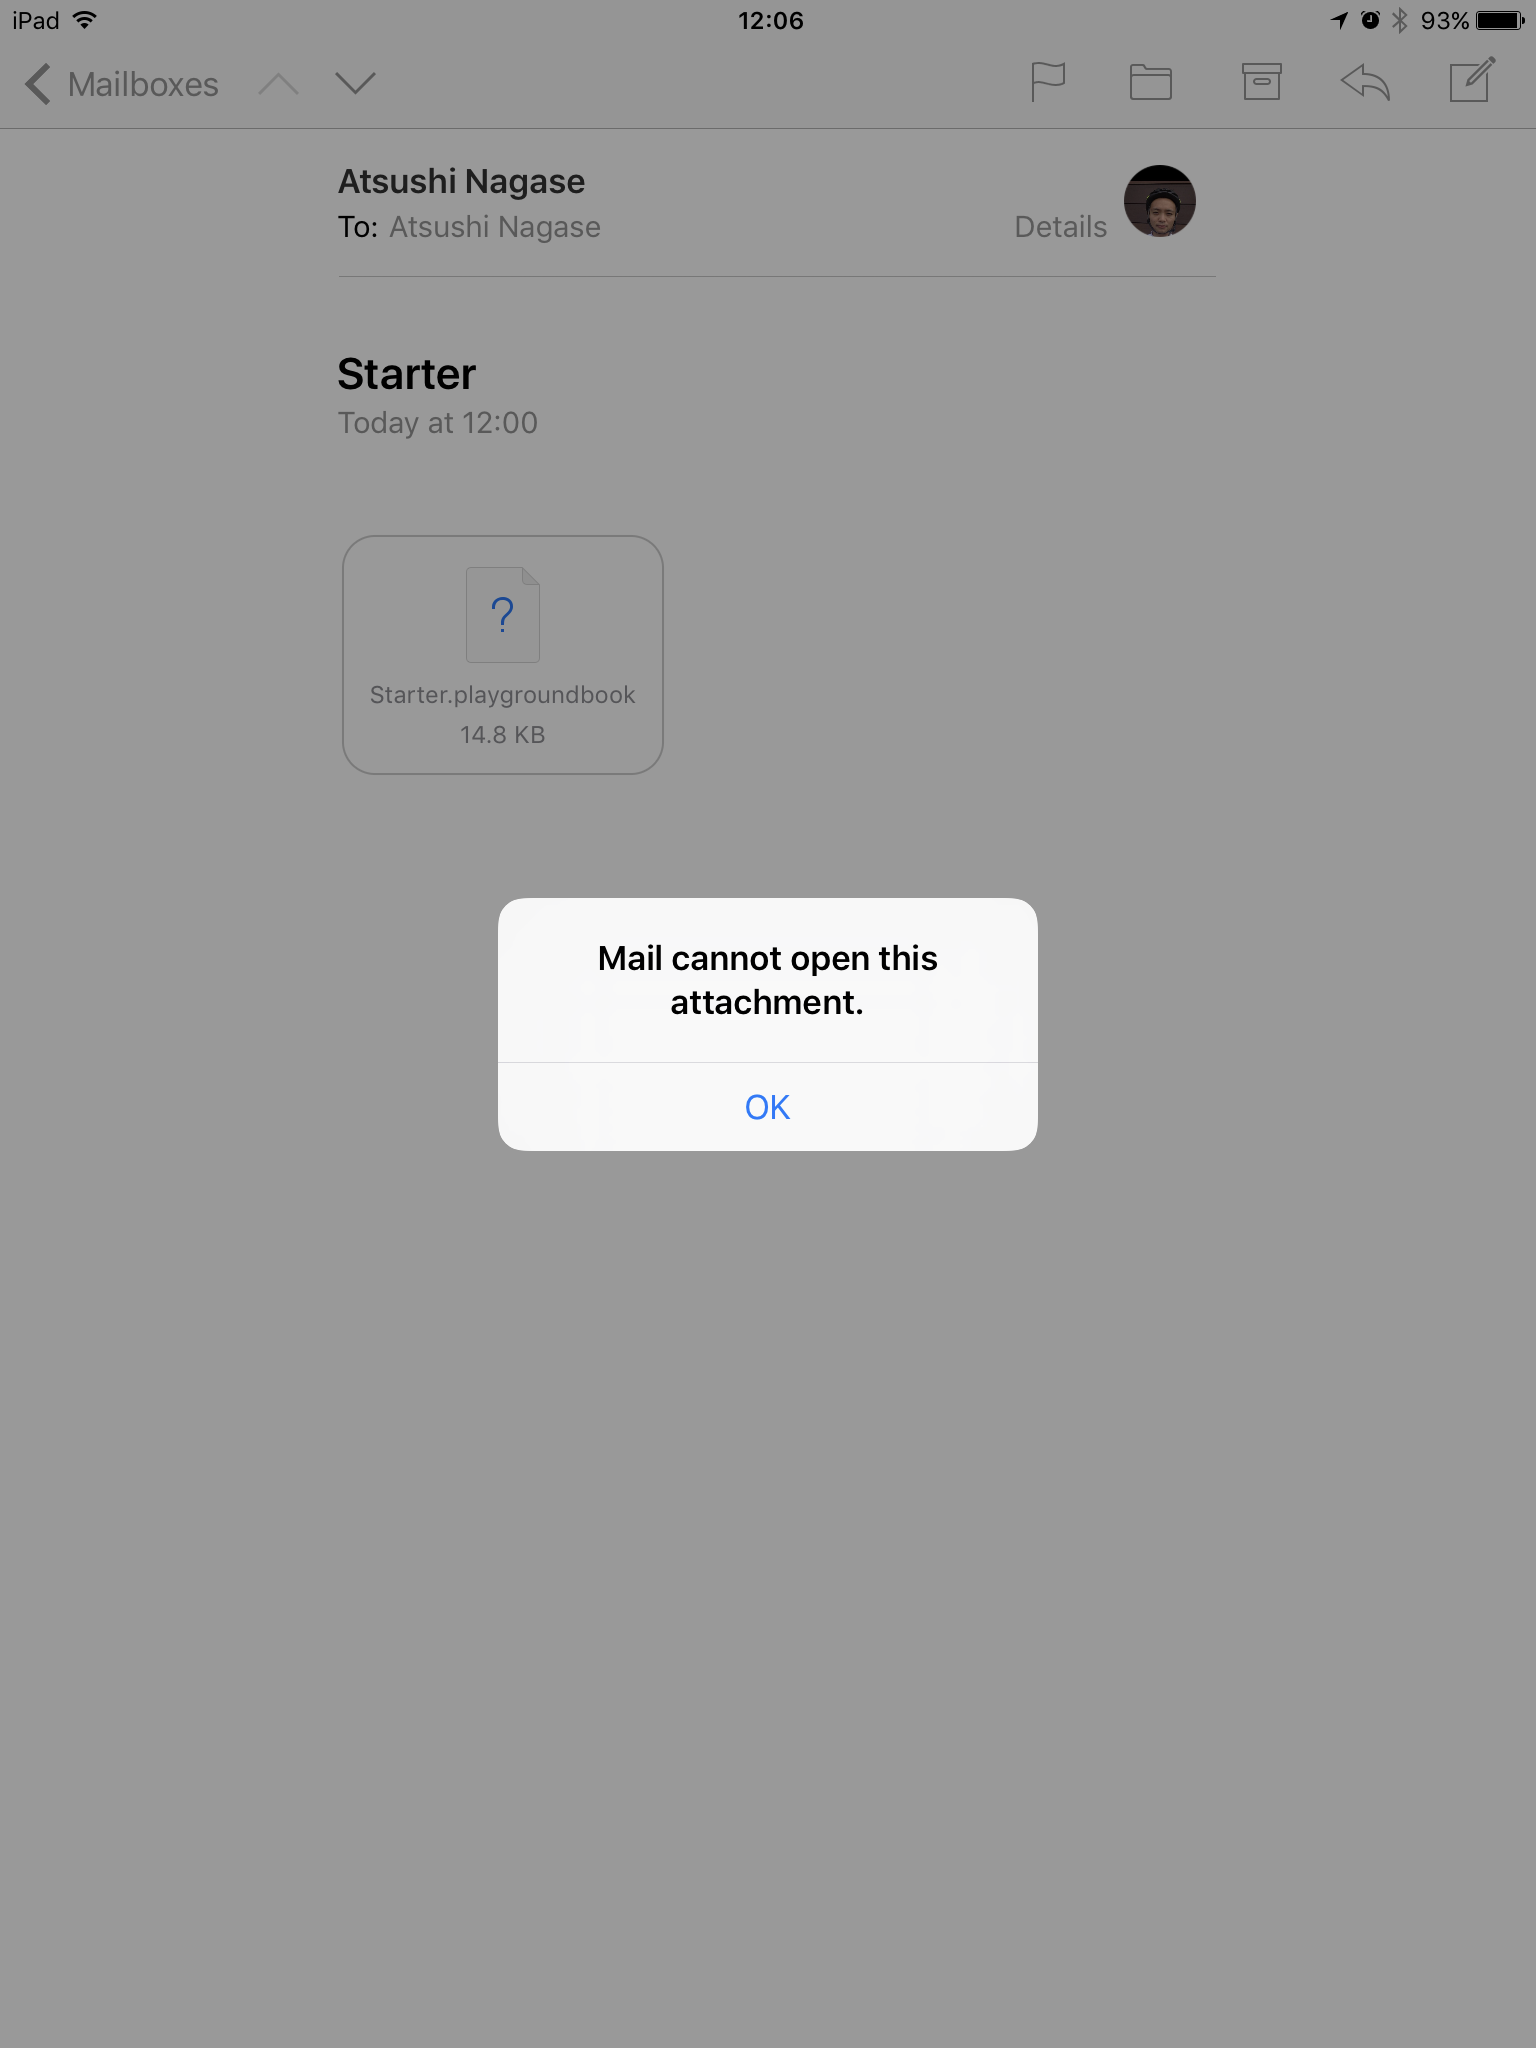 iPad 12:06 93%
Mailboxes
Atsushi Nagase
To: Atsushi Nagase Details
Starter
Today at 12:00
?
Starter.playgroundbook
14.8 KB
Mail cannot open this
attachment.
OK